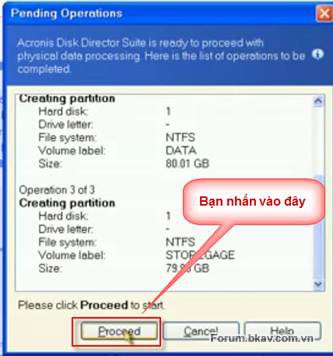 Pending Operations
Acronis Disk Director Suite is ready to proceed with
physical data processing. Here is the list of operations to be
completed.
Creating partition
Hard disk: 1
Drive letter: -
File system: NTFS
Volume label: DATA
Size: 80.01 GB
Operation 3 of 3
Creating partition
Hard disk: 1
Drive letter: -
File system: NTFS
Volume label: STOREGAGE
Size: GB
Bạn nhấn vào đây
Please click Proceed to start.
Proceed
Cancel
Help
Forum.bkav.com.vn